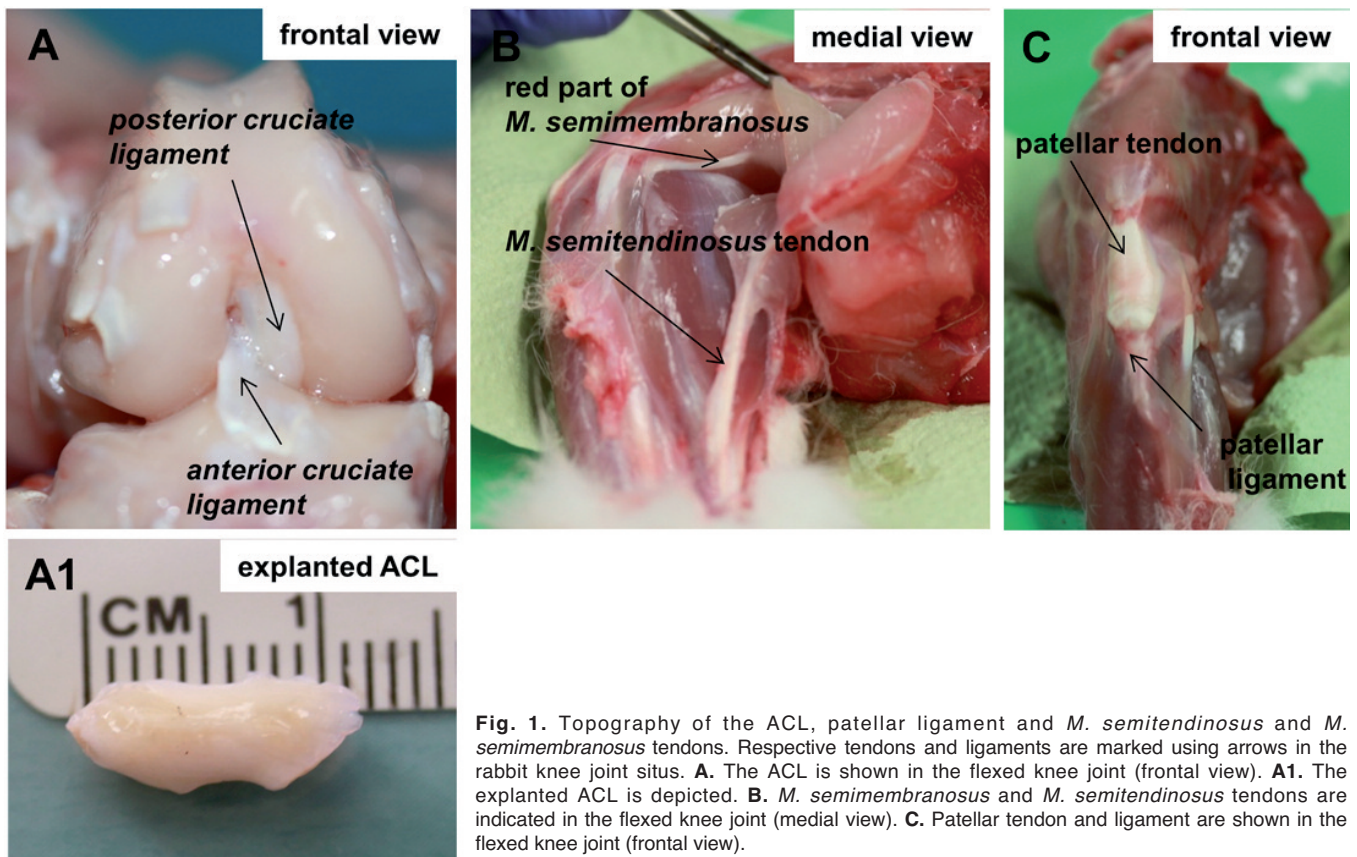 A
frontal view
posterior cruciate
ligament
anterior cruciate
ligament
B
medial view
red part of
M. semimembranosus
M. semitendinosus tendon
C
frontal view
patellar tendon
patellar
ligament
A1
explanted ACL
CM 1
Fig. 1. Topography of the ACL, patellar ligament and M. semitendinosus and M.
semimembranosus tendons. Respective tendons and ligaments are marked using arrows in the
rabbit knee joint situs. A. The ACL is shown in the flexed knee joint (frontal view). A1. The
explanted ACL is depicted. B. M. semimembranosus and M. semitendinosus tendons are
indicated in the flexed knee joint (medial view). C. Patellar tendon and ligament are shown in the
flexed knee joint (frontal view).